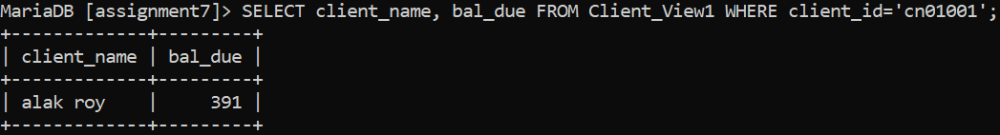 MariaDB [assignment7]> SELECT client_name, bal_due FROM Client_View1 WHERE client_id='cn01001';
+-------------+---------+
| client_name | bal_due |
+-------------+---------+
| alak roy    |     391 |
+-------------+---------+